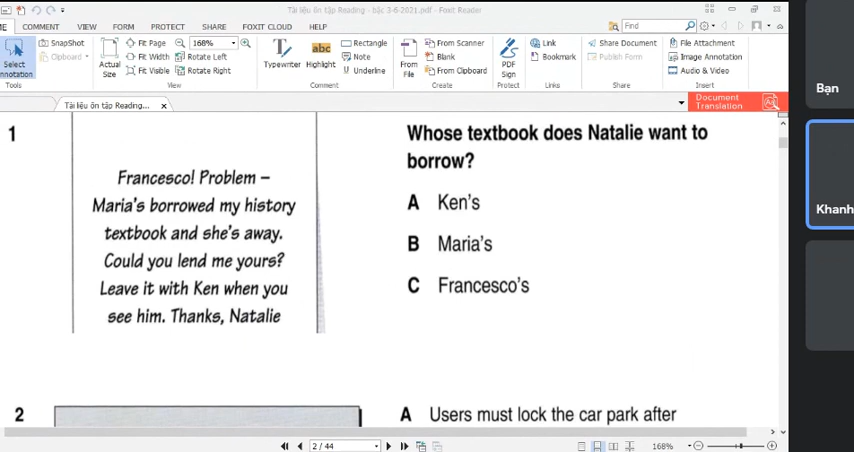 Tài liệu ôn tập Reading - bậc 3-6-2021.pdf - Foxit Reader
ME COMMENT VIEW FORM PROTECT SHARE FOXIT CLOUD HELP
Find
Select
Annotation
SnapShot
Clipboard
Tools
Actual
Size
Fit Page
Fit Width
Fit Visible
168%
Rotate Left
Rotate Right
View
Typewriter
abc
Highlight
Rectangle
Note
Underline
Comment
From
File
From Scanner
Blank
From Clipboard
Create
PDF
Sign
Protect
Link
Bookmark
Links
Share Document
Publish Form
Share
File Attachment
Image Annotation
Audio & Video
Insert
Tài liệu ôn tập Reading...
Document
Translation
1
Francesco! Problem –
Maria's borrowed my history
textbook and she's away.
Could you lend me yours?
Leave it with Ken when you
see him. Thanks, Natalie
Whose textbook does Natalie want to
borrow?
A Ken's
B Maria's
C Francesco's
2
A Users must lock the car park after
2 / 44
168%
Bạn
Khanh